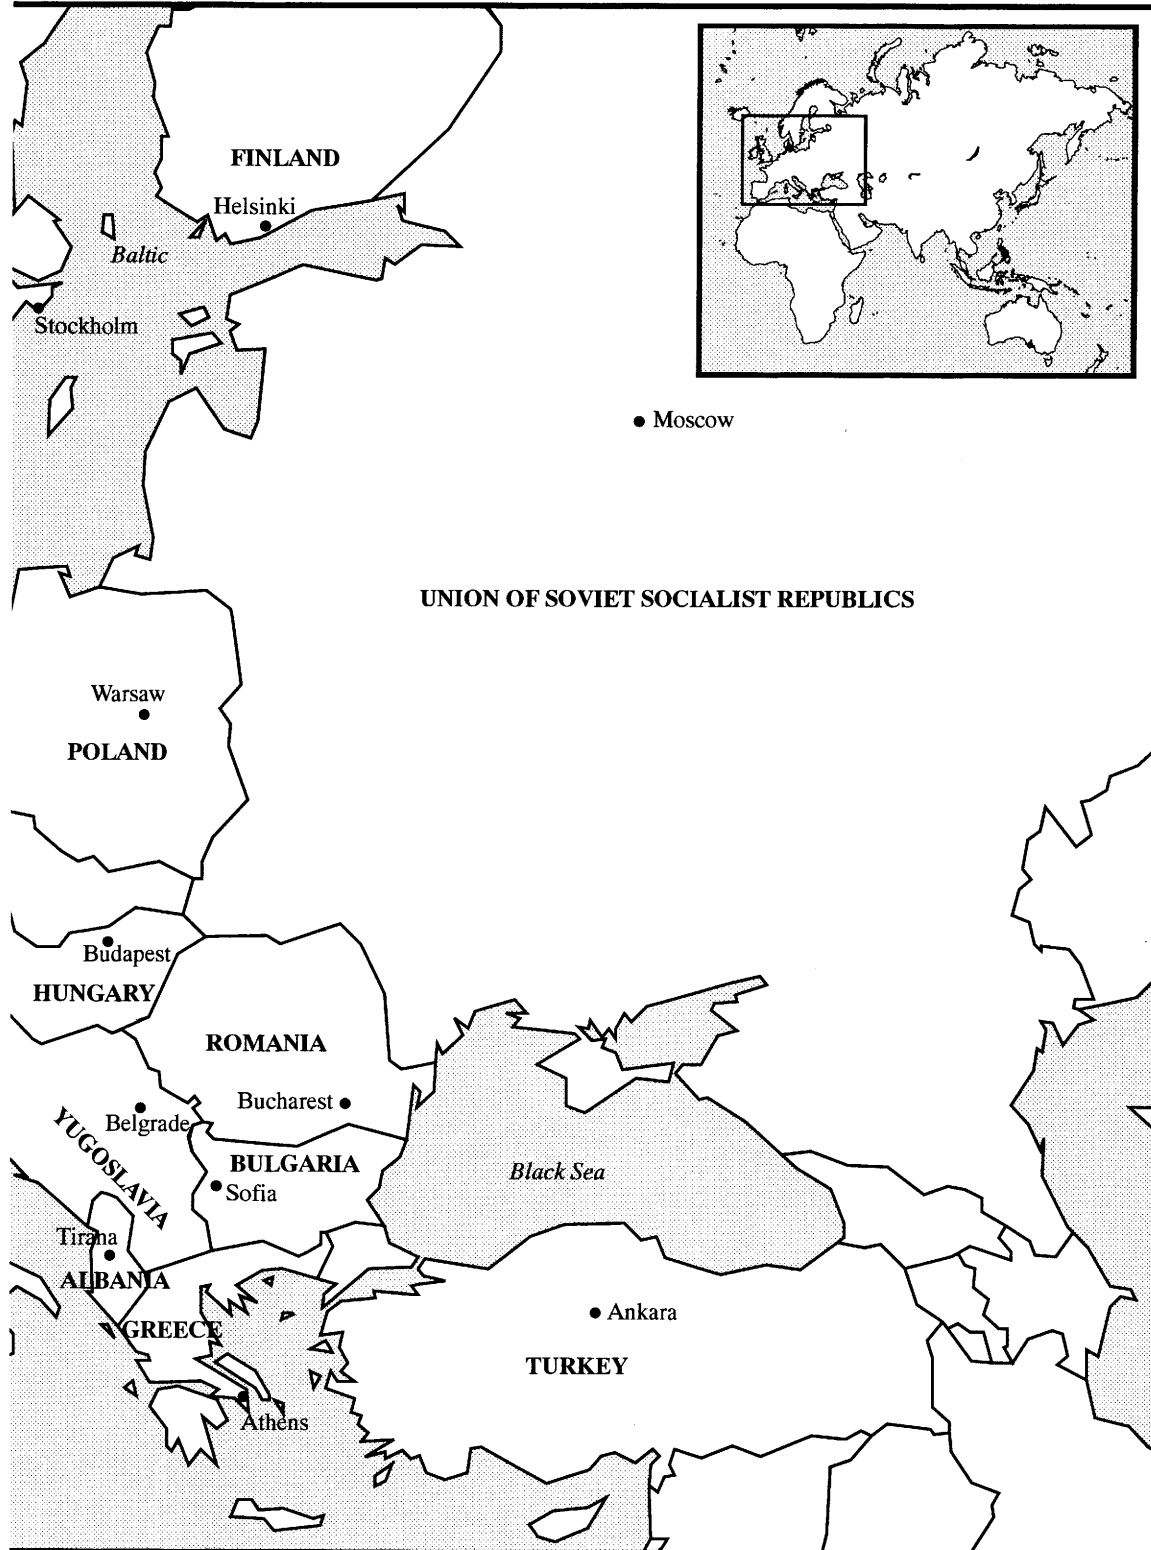 FINLAND
Helsinki
Baltic
Stockholm
Moscow
UNION OF SOVIET SOCIALIST REPUBLICS
Warsaw
POLAND
Budapest
HUNGARY
ROMANIA
Bucharest
Belgrade
YUGOSLAVIA
BULGARIA
Sofia
Black Sea
Tirana
ALBANIA
Ankara
GREECE
TURKEY
Athens